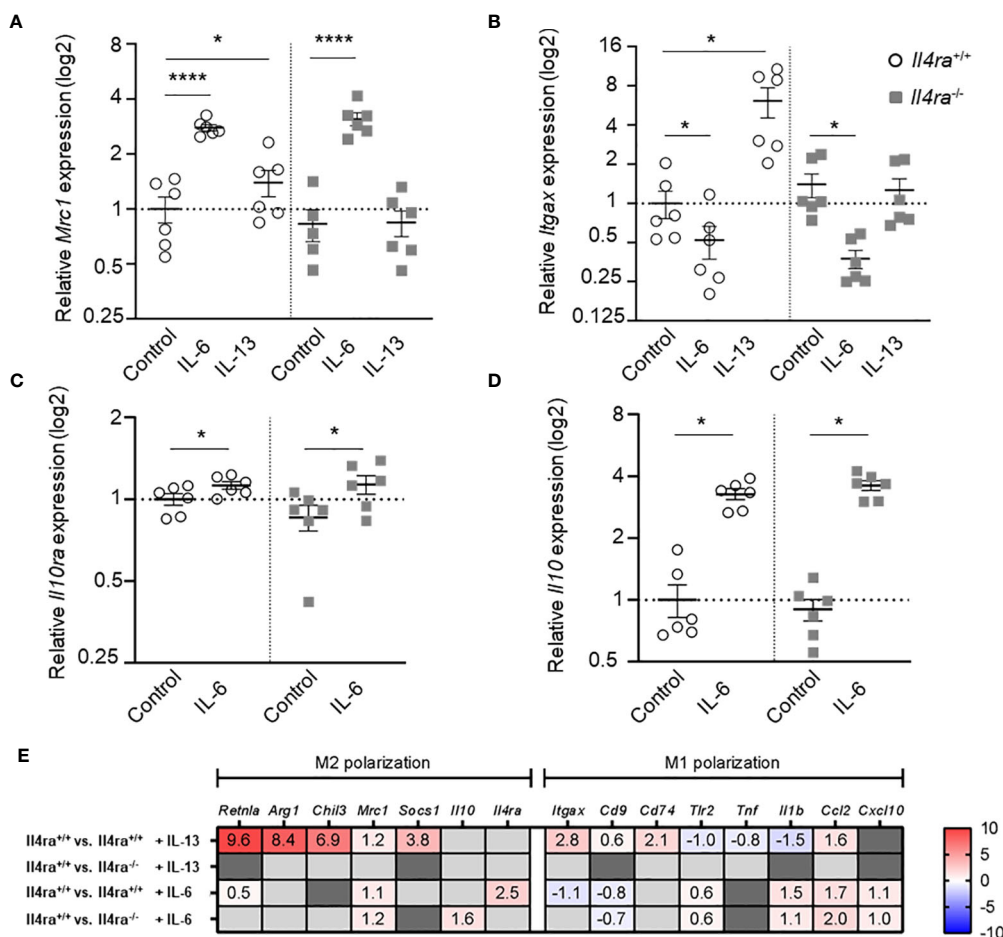 A
Relative Mrc1 expression (log2)
8
4
2
1
0.5
0.25
*
****
****
Control
IL-6
IL-13
Control
IL-6
IL-13
B
Relative Itgax expression (log2)
16
8
4
2
1
0.5
0.25
0.125
*
*
*
Control
IL-6
IL-13
Control
IL-6
IL-13
Il4ra+/+
Il4ra-/-
C
Relative Il10ra expression (log2)
2
1
0.5
0.25
*
*
Control
IL-6
Control
IL-6
D
Relative Il10 expression (log2)
8
4
2
1
0.5
*
*
Control
IL-6
Control
IL-6
E
M2 polarization
M1 polarization
Retnla Arg1 Chil3 Mrc1 Socs1 Il10 Il4ra Itgax Cd9 Cd74 Tlr2 Tnf Il1b Ccl2 Cxcl10
Il4ra+/+ vs. Il4ra+/+ + IL-13 9.6 8.4 6.9 1.2 3.8 2.8 0.6 2.1 -1.0 -0.8 -1.5 1.6
Il4ra+/+ vs. Il4ra-/- + IL-13
Il4ra+/+ vs. Il4ra+/+ + IL-6 0.5 1.1 2.5 -1.1 -0.8 0.6 1.5 1.7 1.1
Il4ra+/+ vs. Il4ra-/- + IL-6 1.2 1.6 -0.7 0.6 1.1 2.0 1.0
10
5
0
-5
-10